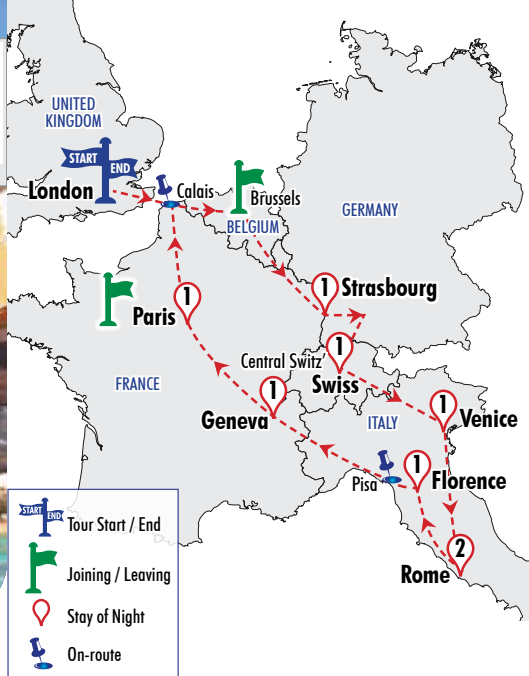 UNITED
KINGDOM
START
END
London
Calais
Brussels
BELGIUM
GERMANY
1
Strasbourg
1
Paris
Central Switz'
1
Swiss
FRANCE
1
Geneva
ITALY
1
Venice
Pisa
1
Florence
2
Rome
START
END
Tour Start / End
Joining / Leaving
Stay of Night
On-route